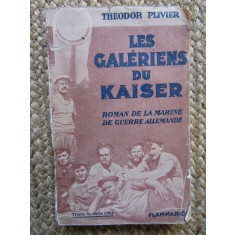 THEODOR PLIVIER
LES
GALÉRIENS
DU
KAISER
ROMAN DE LA MARINE
DE GUERRE ALLEMANDE
FLAMMARION